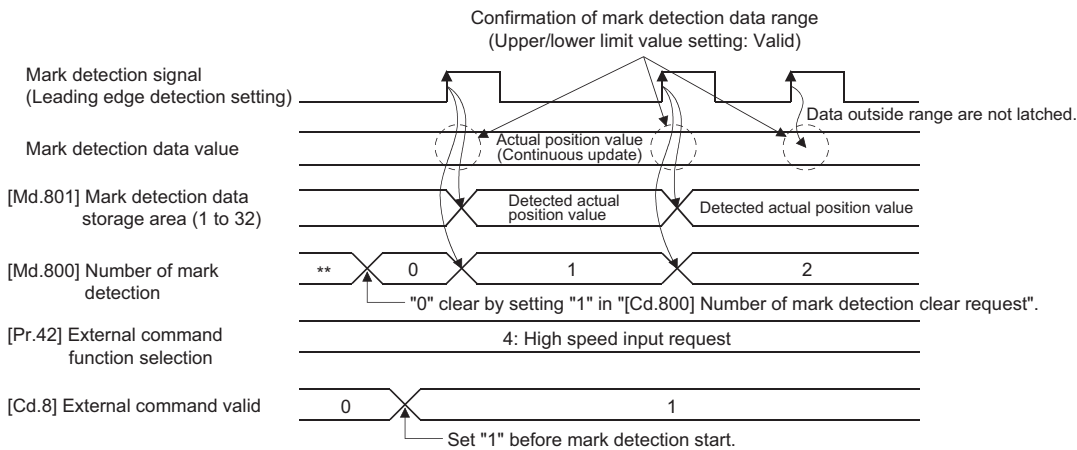 Confirmation of mark detection data range
(Upper/lower limit value setting: Valid)
Mark detection signal
(Leading edge detection setting)
Data outside range are not latched.
Mark detection data value
Actual position value
(Continuous update)
[Md.801] Mark detection data
storage area (1 to 32)
Detected actual
position value
Detected actual position value
[Md.800] Number of mark
detection
**
0
1
2
"0" clear by setting "1" in "[Cd.800] Number of mark detection clear request".
[Pr.42] External command
function selection
4: High speed input request
[Cd.8] External command valid
0
1
Set "1" before mark detection start.